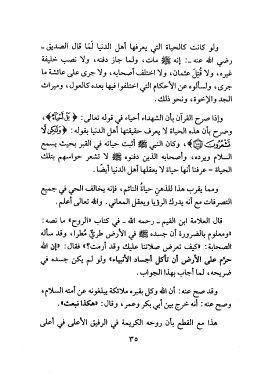 ولو كانت كالحياة التي يعرفها أهل الدنيا لَمَا قال الصديق ـ
رضي الله عنه ـ: إنه ﷺ مات، ولما جاز دفنه، ولا نصب خليفة
غيره، ولا قُتِلَ عثمان، ولا اختلف أصحابه، ولا جرى على عائشة ما
جرى، ولسألوه عن الأحكام التي اختلفوا فيها بعده كالعول، وميراث
الجد والإخوة، ونحو ذلك.
وإذا صرح القرآن بأن الشهداء أحياء في قوله تعالى: ﴿بَلْ أَحْيَاءٌ﴾،
وصرح بأن هذه الحياة لا يعرف حقيقتها أهل الدنيا بقوله: ﴿وَلَٰكِن لَّا
تَشْعُرُونَ﴾، وكان النبي ﷺ أثبت حياته في القبر بحيث يسمع
السلام ويرده، وأصحابه الذين دفنوه ﷺ لا تشعر حواسهم بتلك
الحياة ـ عرفنا أنها حياة لا يعقلها أهل الدنيا أيضًا.
ومما يقرب هذا للذهن حياةُ النائم، فإنه يخالف الحي في جميع
التصرفات مع أنه يدرك الرؤيا ويعقل المعاني. والله تعالى أعلم.
قال العلامة ابن القيم ـ رحمه الله ـ في كتاب «الروح» ما نصه:
«ومعلوم بالضرورة أن جسده ﷺ في الأرض طريٌّ مُطرا، وقد سأله
الصحابة: «كيف تعرض صلاتنا عليك وقد أرمت؟» فقال: «إن الله
حرَّم على الأرض أن تأكل أجساد الأنبياء» ولو لم يكن جسده في
ضريحه، لما أجاب بهذا الجواب.
وقد صح عنه: أن الله وكل بقبره ملائكة يبلغونه عن أمته السلام،
وصح عنه: أنه خرج بين أبي بكر وعمر، وقال: «هكذا نبعث».
هذا مع القطع بأن روحه الكريمة في الرفيق الأعلى في أعلى
٣٥